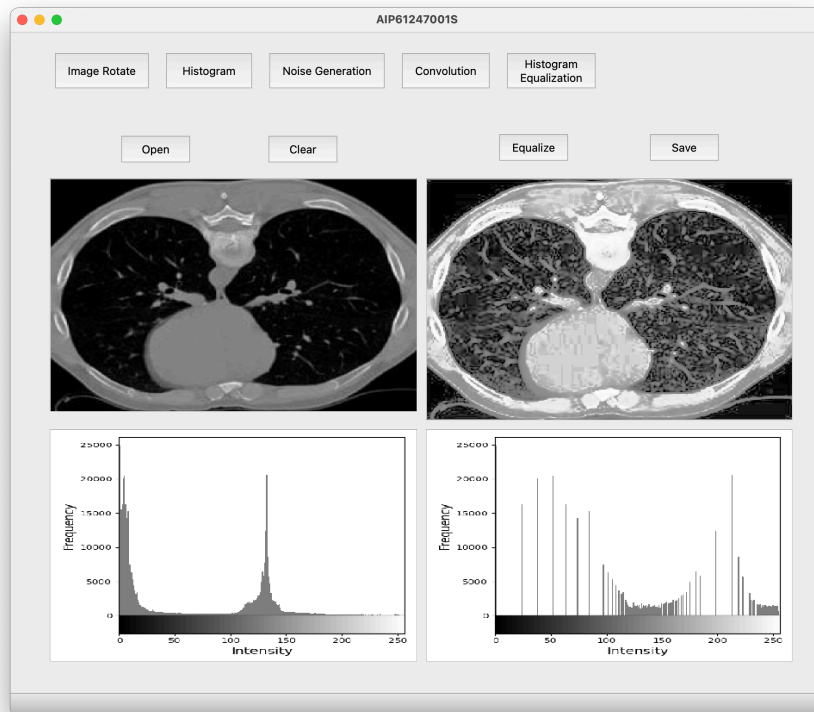 AIP61247001S
Image Rotate
Histogram
Noise Generation
Convolution
Histogram
Equalization
Open
Clear
Equalize
Save
25000
20000
15000
10000
5000
0
Frequency
0
50
100
150
200
250
Intensity
25000
20000
15000
10000
5000
0
Frequency
0
50
100
150
200
250
Intensity